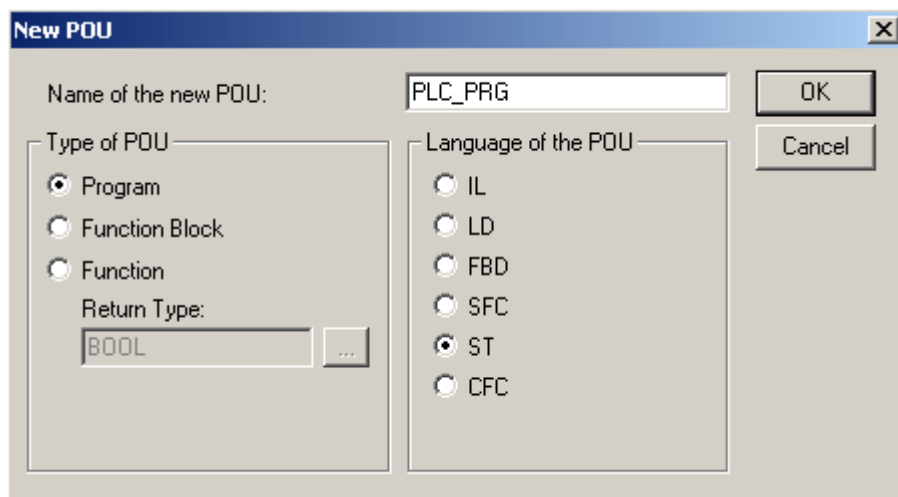 New POU
Name of the new POU:
PLC_PRG
OK
Cancel
Type of POU
Program
Function Block
Function
Return Type:
BOOL
...
Language of the POU
IL
LD
FBD
SFC
ST
CFC